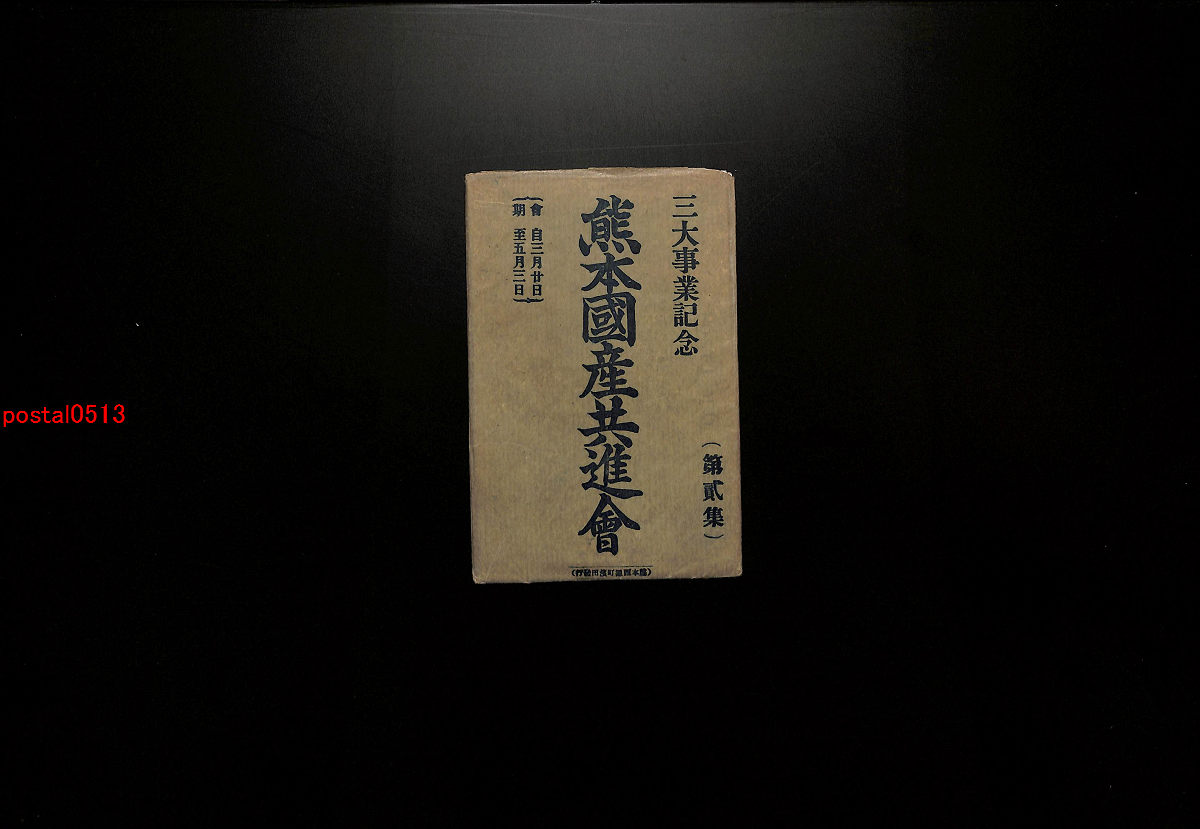 三大事業記念
(第貳集)
熊本國產共進會
會期
自三月廿日
至五月三日
postal0513